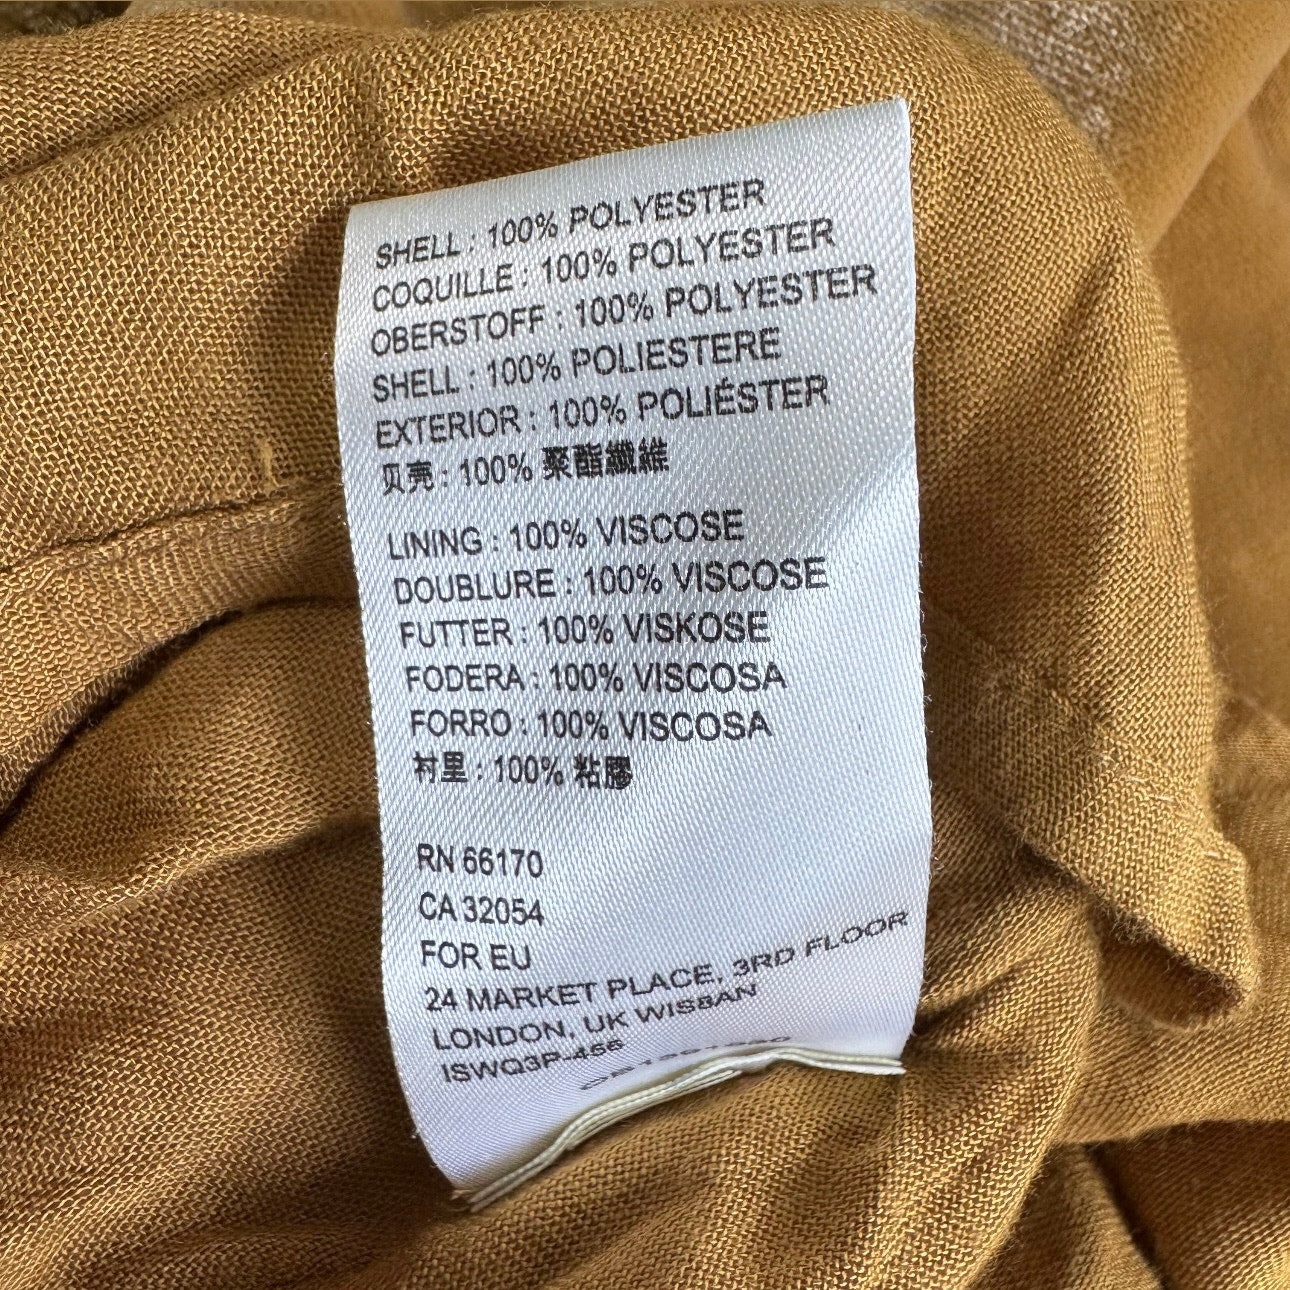 SHELL : 100% POLYESTER
COQUILLE : 100% POLYESTER
OBERSTOFF : 100% POLYESTER
SHELL : 100% POLIESTERE
EXTERIOR : 100% POLIÉSTER
贝壳 : 100% 聚酯纖維
LINING : 100% VISCOSE
DOUBLURE : 100% VISCOSE
FUTTER : 100% VISKOSE
FODERA : 100% VISCOSA
FORRO : 100% VISCOSA
衬里 : 100% 粘膠
RN 66170
CA 32054
FOR EU
24 MARKET PLACE, 3RD FLOOR
LONDON, UK WIS8AN
ISWQ3P-455